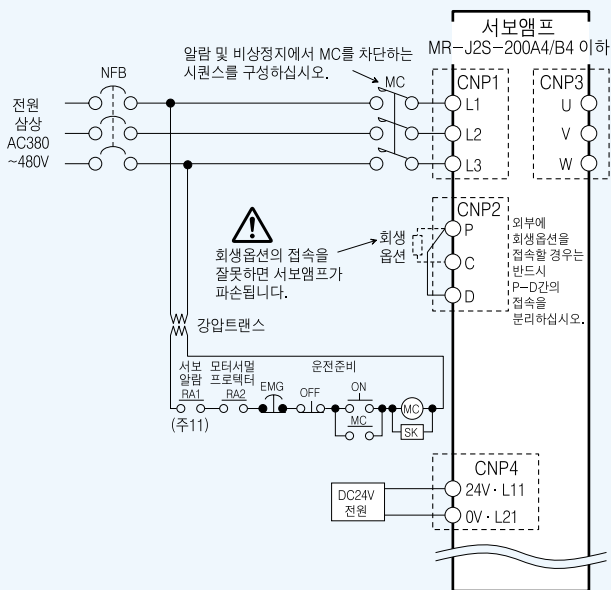 서보앰프
MR-J2S-200A4/B4 이하
알람 및 비상정지에서 MC를 차단하는
시퀀스를 구성하십시오.
NFB
MC
CNP1
CNP3
전원
삼상
AC380
~480V
L1
L2
L3
U
V
W
CNP2
P
C
D
회생
옵션
외부에
회생옵션을
접속할 경우는
반드시
P-D간의
접속을
분리하십시오.
회생옵션의 접속을
잘못하면 서보앰프가
파손됩니다.
강압트랜스
서보
알람
RA1
(주11)
모터서멀
프로텍터
RA2
EMG
OFF
운전준비
ON
MC
MC
SK
CNP4
DC24V
전원
24V · L11
0V · L21